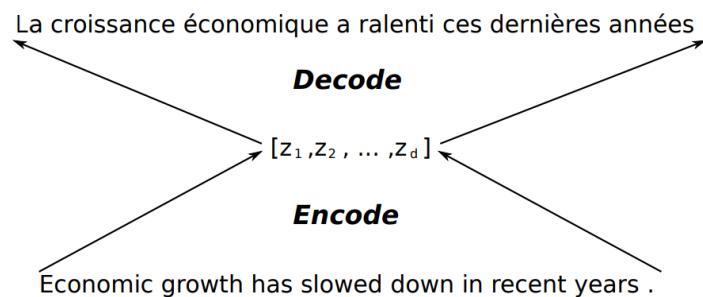 La croissance économique a ralenti ces dernières années
Decode
[z₁ ,z₂ , ... ,z_d ]
Encode
Economic growth has slowed down in recent years .